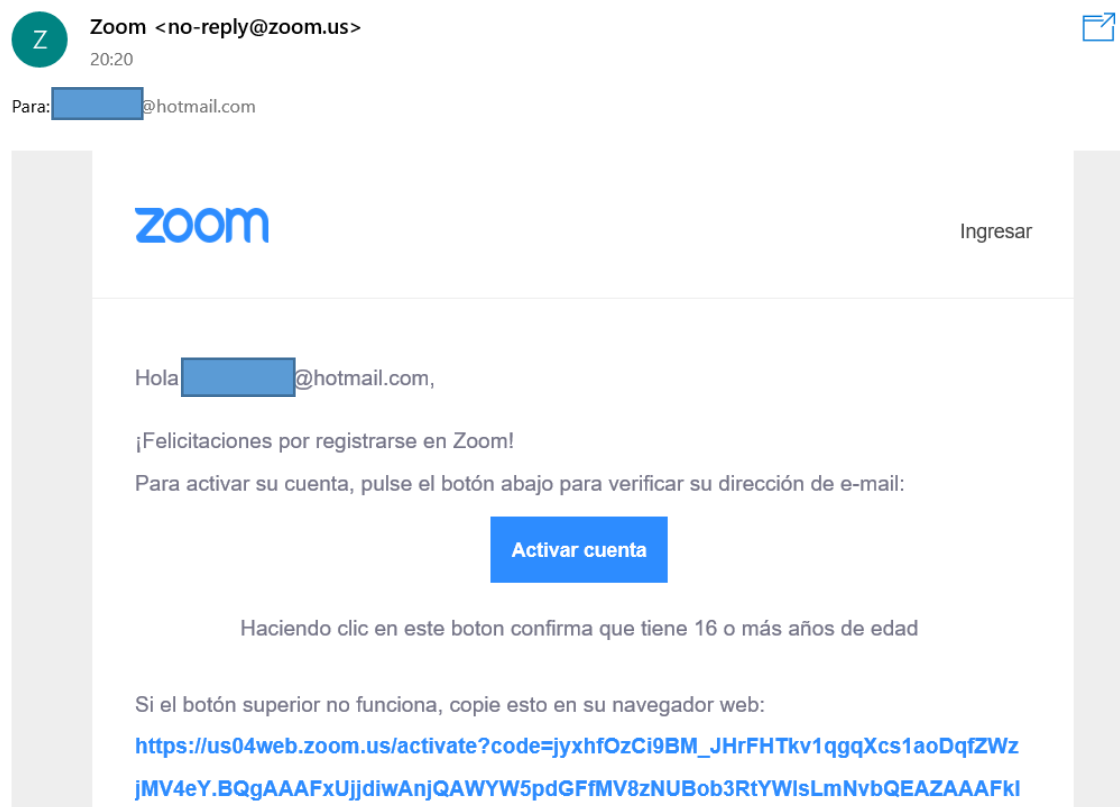 Z
Zoom <no-reply@zoom.us>
20:20
Para: @hotmail.com
zoom
Ingresar
Hola @hotmail.com,
¡Felicitaciones por registrarse en Zoom!
Para activar su cuenta, pulse el botón abajo para verificar su dirección de e-mail:
Activar cuenta
Haciendo clic en este boton confirma que tiene 16 o más años de edad
Si el botón superior no funciona, copie esto en su navegador web:
https://us04web.zoom.us/activate?code=jyxhfOzCi9BM_JHrFHTkv1qgqXcs1aoDqfZWz
jMV4eY.BQgAAAFxUjjdiwAnjQAWYW5pdGFfMV8zNUBob3RtYWlsLmNvbQEAZAAAFkI